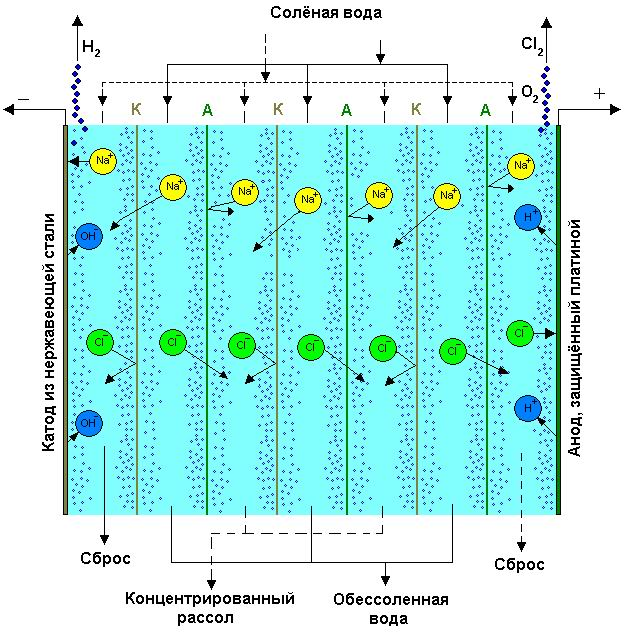 Солёная вода
H2
Cl2
O2
−
+
К
А
К
А
К
А
Na+
Na+
Na+
Na+
Na+
Na+
Na+
OH−
H+
Cl−
Cl−
Cl−
Cl−
Cl−
Cl−
Cl−
OH−
H+
Катод из нержавеющей стали
Анод, защищённый платиной
Сброс
Сброс
Концентрированный
рассол
Обессоленная
вода